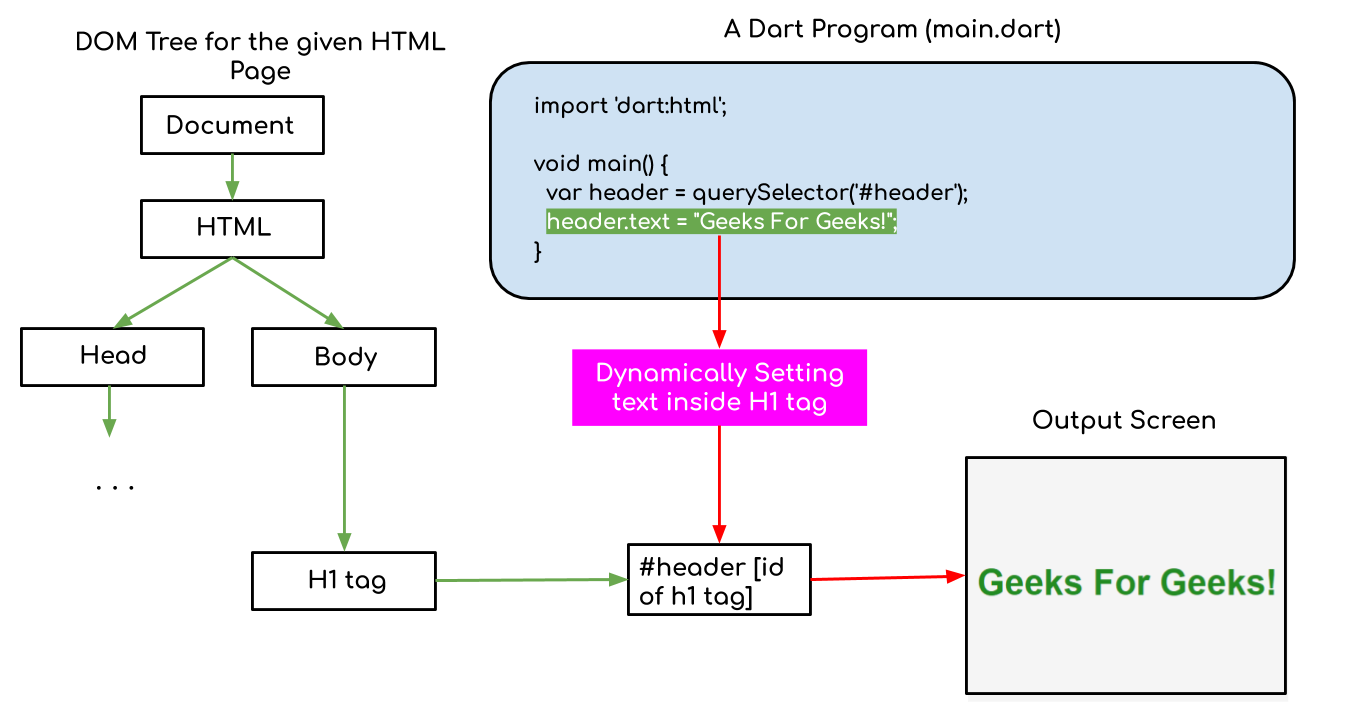 DOM Tree for the given HTML
Page
Document
HTML
Head
Body
. . .
H1 tag
A Dart Program (main.dart)
import 'dart:html';
void main() {
var header = querySelector('#header');
header.text = "Geeks For Geeks!";
}
Dynamically Setting
text inside H1 tag
#header [id
of h1 tag]
Output Screen
Geeks For Geeks!